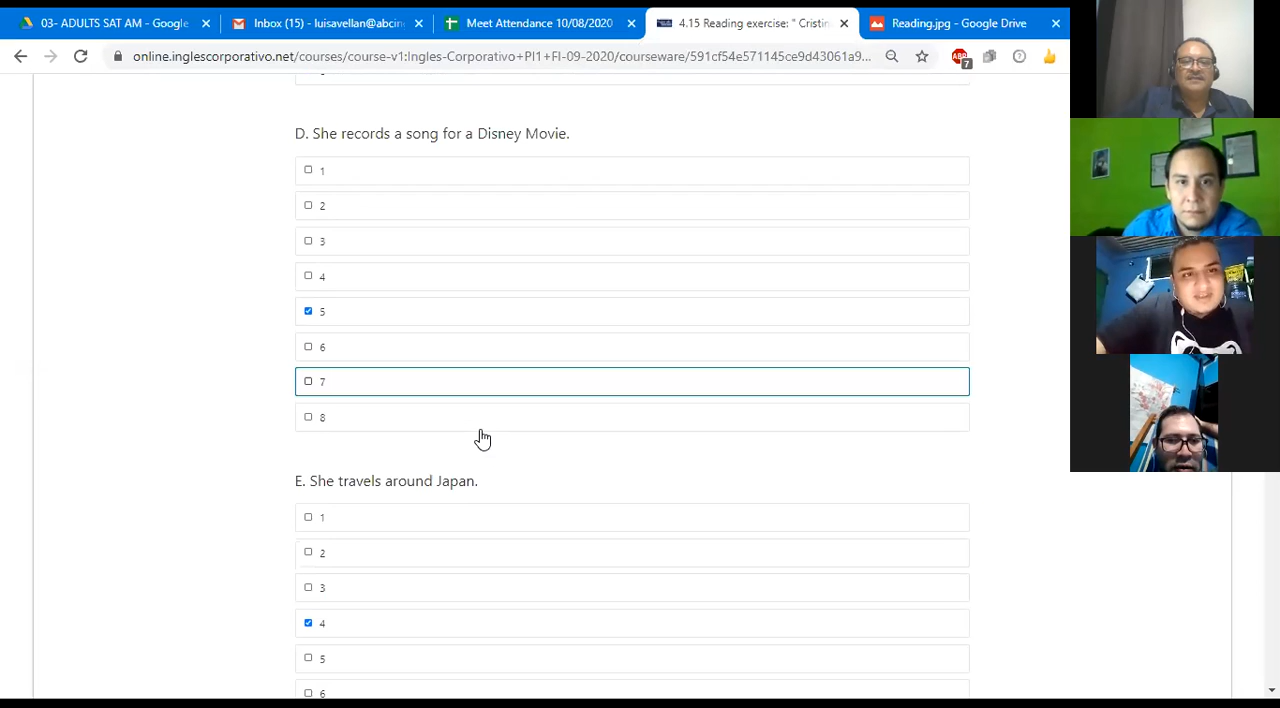 03- ADULTS SAT AM - Google
Inbox (15) - luisavellan@abcin
Meet Attendance 10/08/2020
4.15 Reading exercise: " Cristin
Reading.jpg - Google Drive
online.inglescorporativo.net/courses/course-v1:Ingles-Corporativo+PI1+FI-09-2020/courseware/591cf54e571145ce9d43061a9...
7
D. She records a song for a Disney Movie.
1
2
3
4
5
6
7
8
E. She travels around Japan.
1
2
3
4
5
6